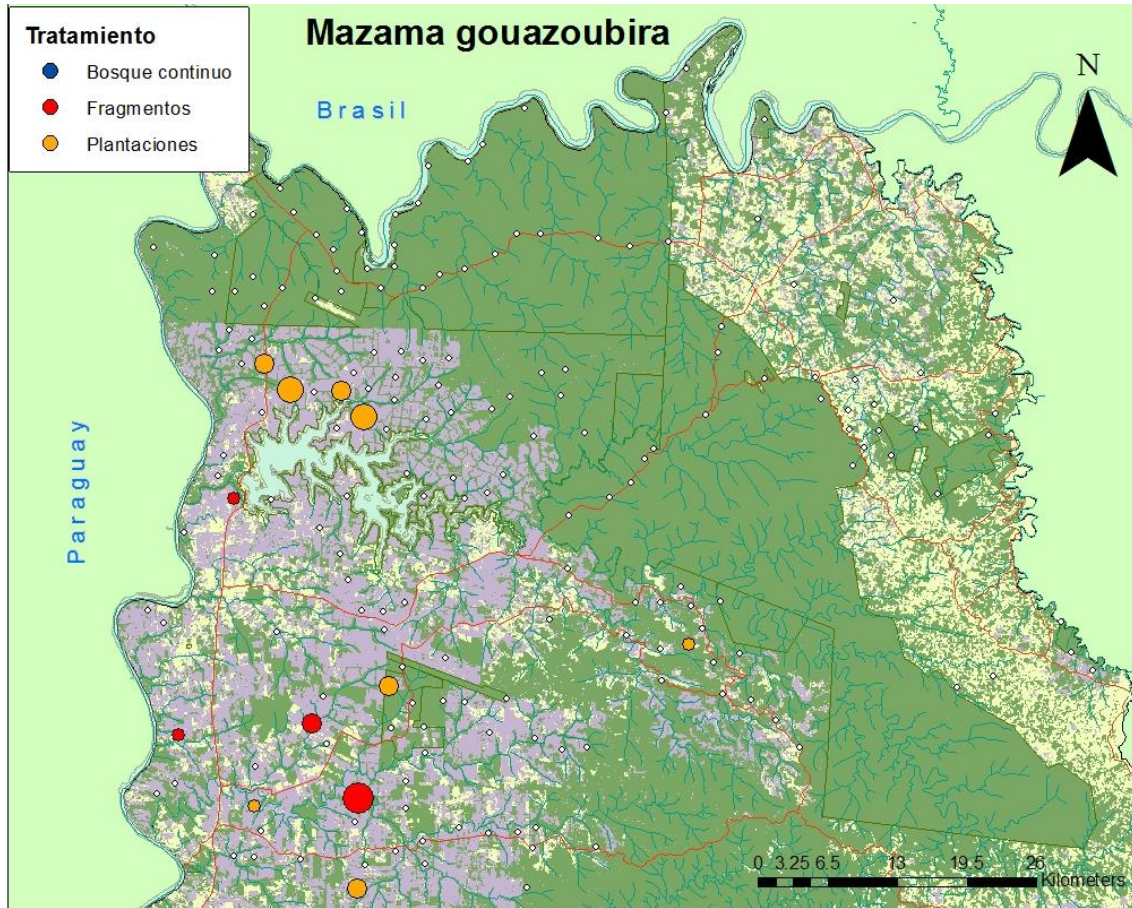 Mazama gouazoubira
Tratamiento
Bosque continuo
Fragmentos
Plantaciones
Brasil
N
Paraguay
0 3.25 6.5 13 19.5 26
Kilometers